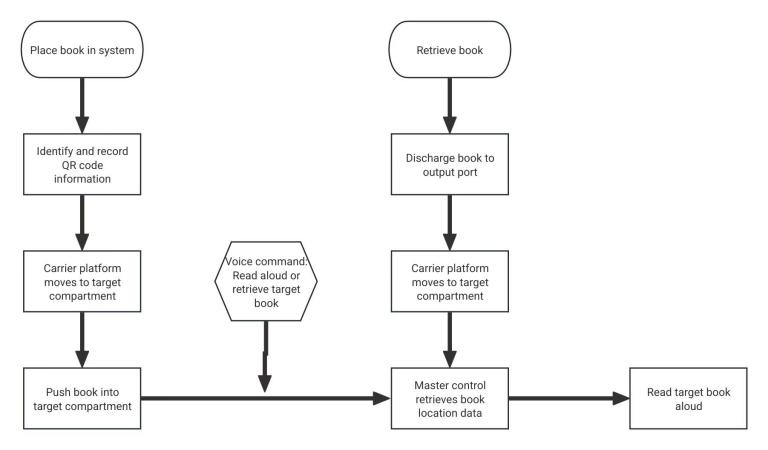 Place book in system
Identify and record
QR code
information
Carrier platform
moves to target
compartment
Push book into
target compartment
Voice command:
Read aloud or
retrieve target
book
Retrieve book
Discharge book to
output port
Carrier platform
moves to target
compartment
Master control
retrieves book
location data
Read target book
aloud